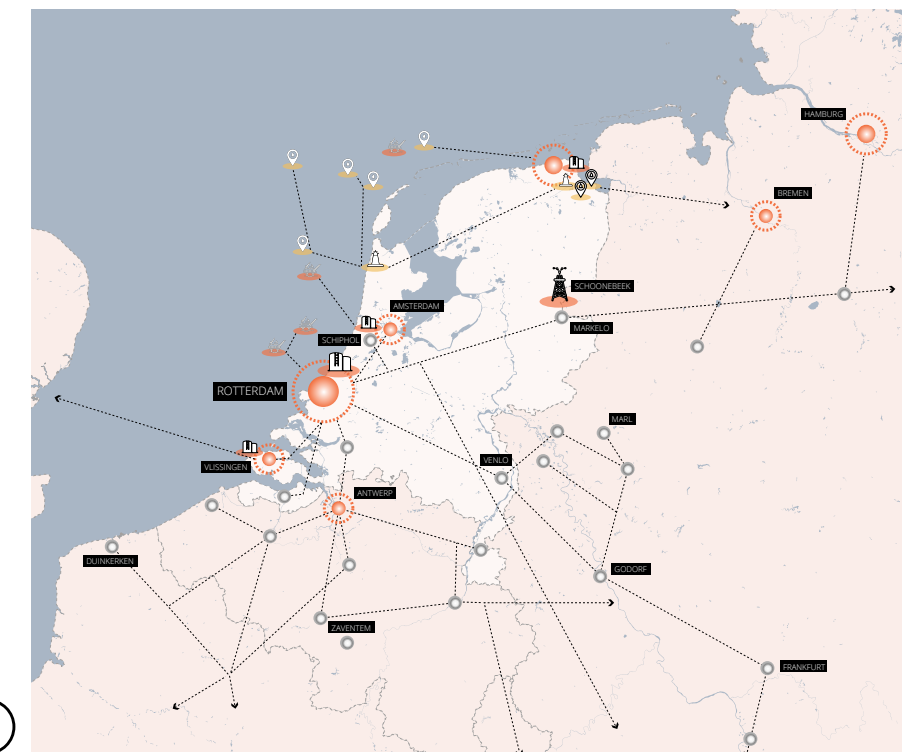 HAMBURG
BREMEN
SCHOONEBEEK
AMSTERDAM
MARKELO
SCHIPHOL
ROTTERDAM
MARL
VENLO
VLISSINGEN
ANTWERP
DUINKERKEN
GODORF
ZAVENTEM
FRANKFURT